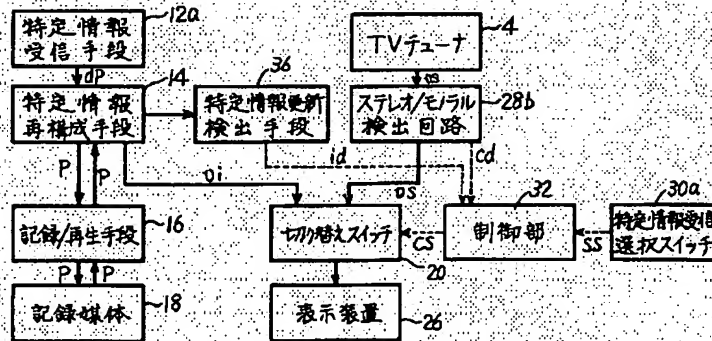 特定情報
受信手段
12a
dP
特定情報
再構成手段
14
P
P
記録/再生手段
16
P
P
記録媒体
18
特定情報更新
検出手段
36
id
oi
TVチューナ
4
ステレオ/モノラル
検出回路
28b
os
cd
切り替えスイッチ
20
cs
制御部
32
ss
特定情報受信
選択スイッチ
30a
表示装置
26